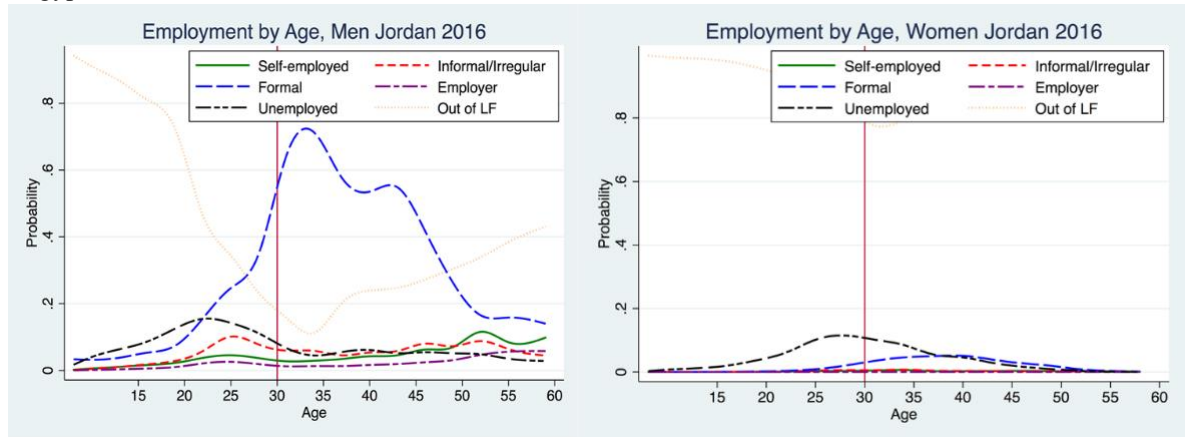 Employment by Age, Men Jordan 2016
Self-employed
Informal/Irregular
Formal
Employer
Unemployed
Out of LF
Probability
.8
.6
.4
.2
0
15 20 25 30 35 40 45 50 55 60
Age
Employment by Age, Women Jordan 2016
Self-employed
Informal/Irregular
Formal
Employer
Unemployed
Out of LF
Probability
.8
.6
.4
.2
0
15 20 25 30 35 40 45 50 55 60
Age